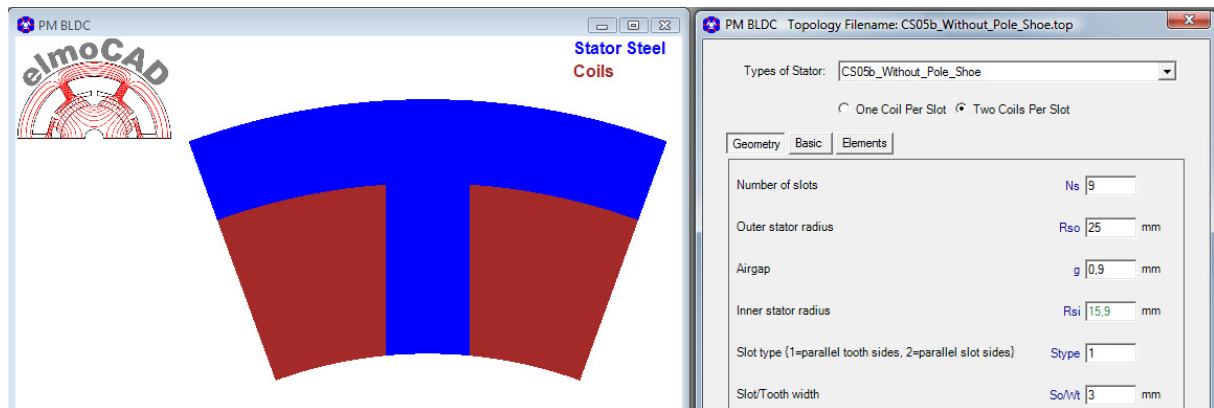 PM BLDC
elmoCAD
Stator Steel
Coils
PM BLDC Topology Filename: CS05b_Without_Pole_Shoe.top
Types of Stator: CS05b_Without_Pole_Shoe
One Coil Per Slot Two Coils Per Slot
Geometry Basic Elements
Number of slots Ns 9
Outer stator radius Rso 25 mm
Airgap g 0,9 mm
Inner stator radius Rsi 15,9 mm
Slot type {1=parallel tooth sides, 2=parallel slot sides} Stype 1
Slot/Tooth width So/Wt 3 mm